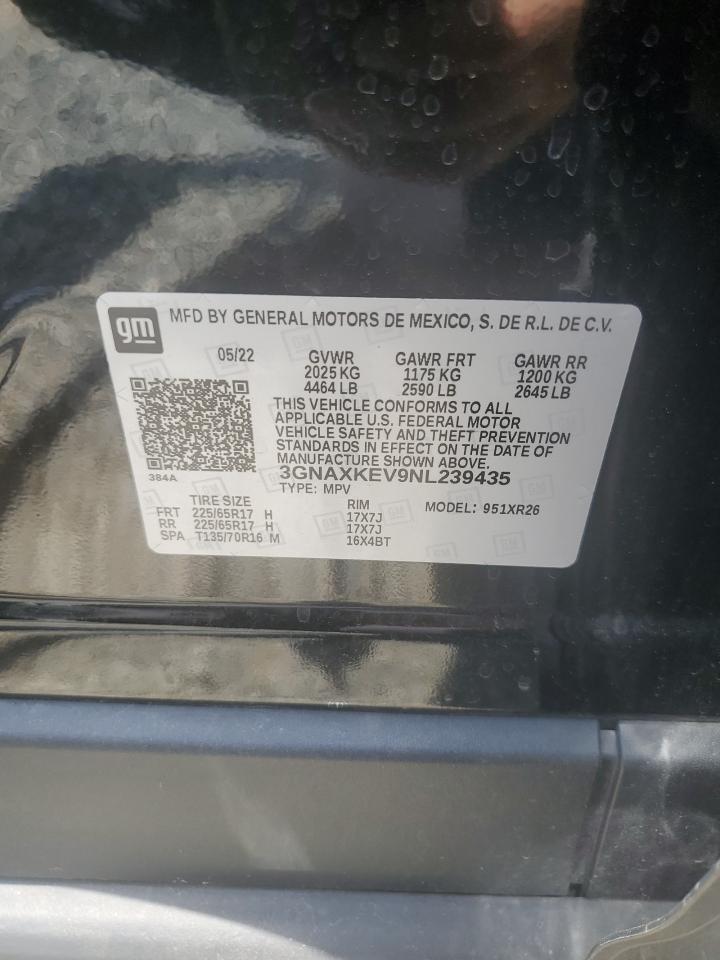 gm MFD BY GENERAL MOTORS DE MEXICO, S. DE R.L. DE C.V.
05/22 GVWR GAWR FRT GAWR RR
2025 KG 1175 KG 1200 KG
4464 LB 2590 LB 2645 LB
THIS VEHICLE CONFORMS TO ALL
APPLICABLE U.S. FEDERAL MOTOR
VEHICLE SAFETY AND THEFT PREVENTION
STANDARDS IN EFFECT ON THE DATE OF
MANUFACTURE SHOWN ABOVE.
384A 3GNAXKEV9NL239435
TYPE: MPV
TIRE SIZE RIM MODEL: 951XR26
FRT 225/65R17 H 17X7J
RR 225/65R17 H 17X7J
SPA T135/70R16 M 16X4BT